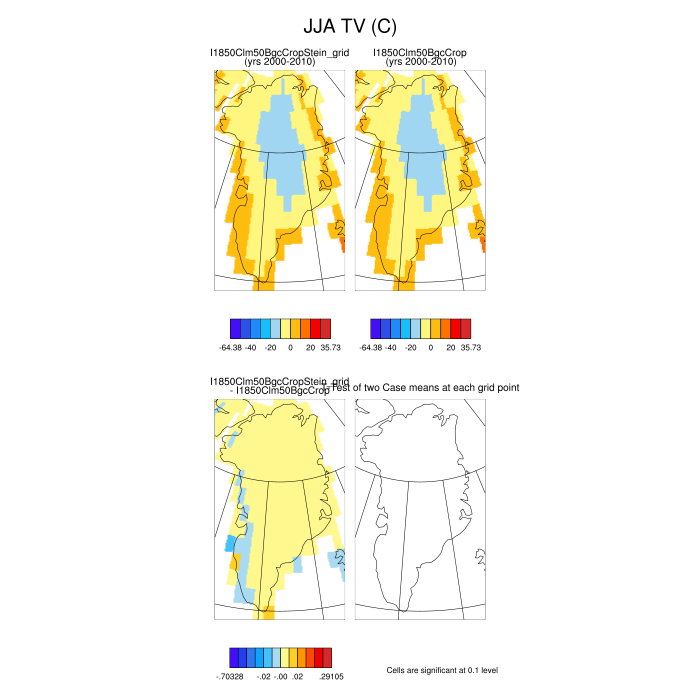 JJA TV (C)
I1850Clm50BgcCropStein_grid
(yrs 2000-2010)
I1850Clm50BgcCrop
(yrs 2000-2010)
-64.38 -40 -20 0 20 35.73
-64.38 -40 -20 0 20 35.73
I1850Clm50BgcCropStein_grid
- I1850Clm50BgcCrop
T-Test of two Case means at each grid point
-.70328 -.02 -.00 .02 .29105
Cells are significant at 0.1 level